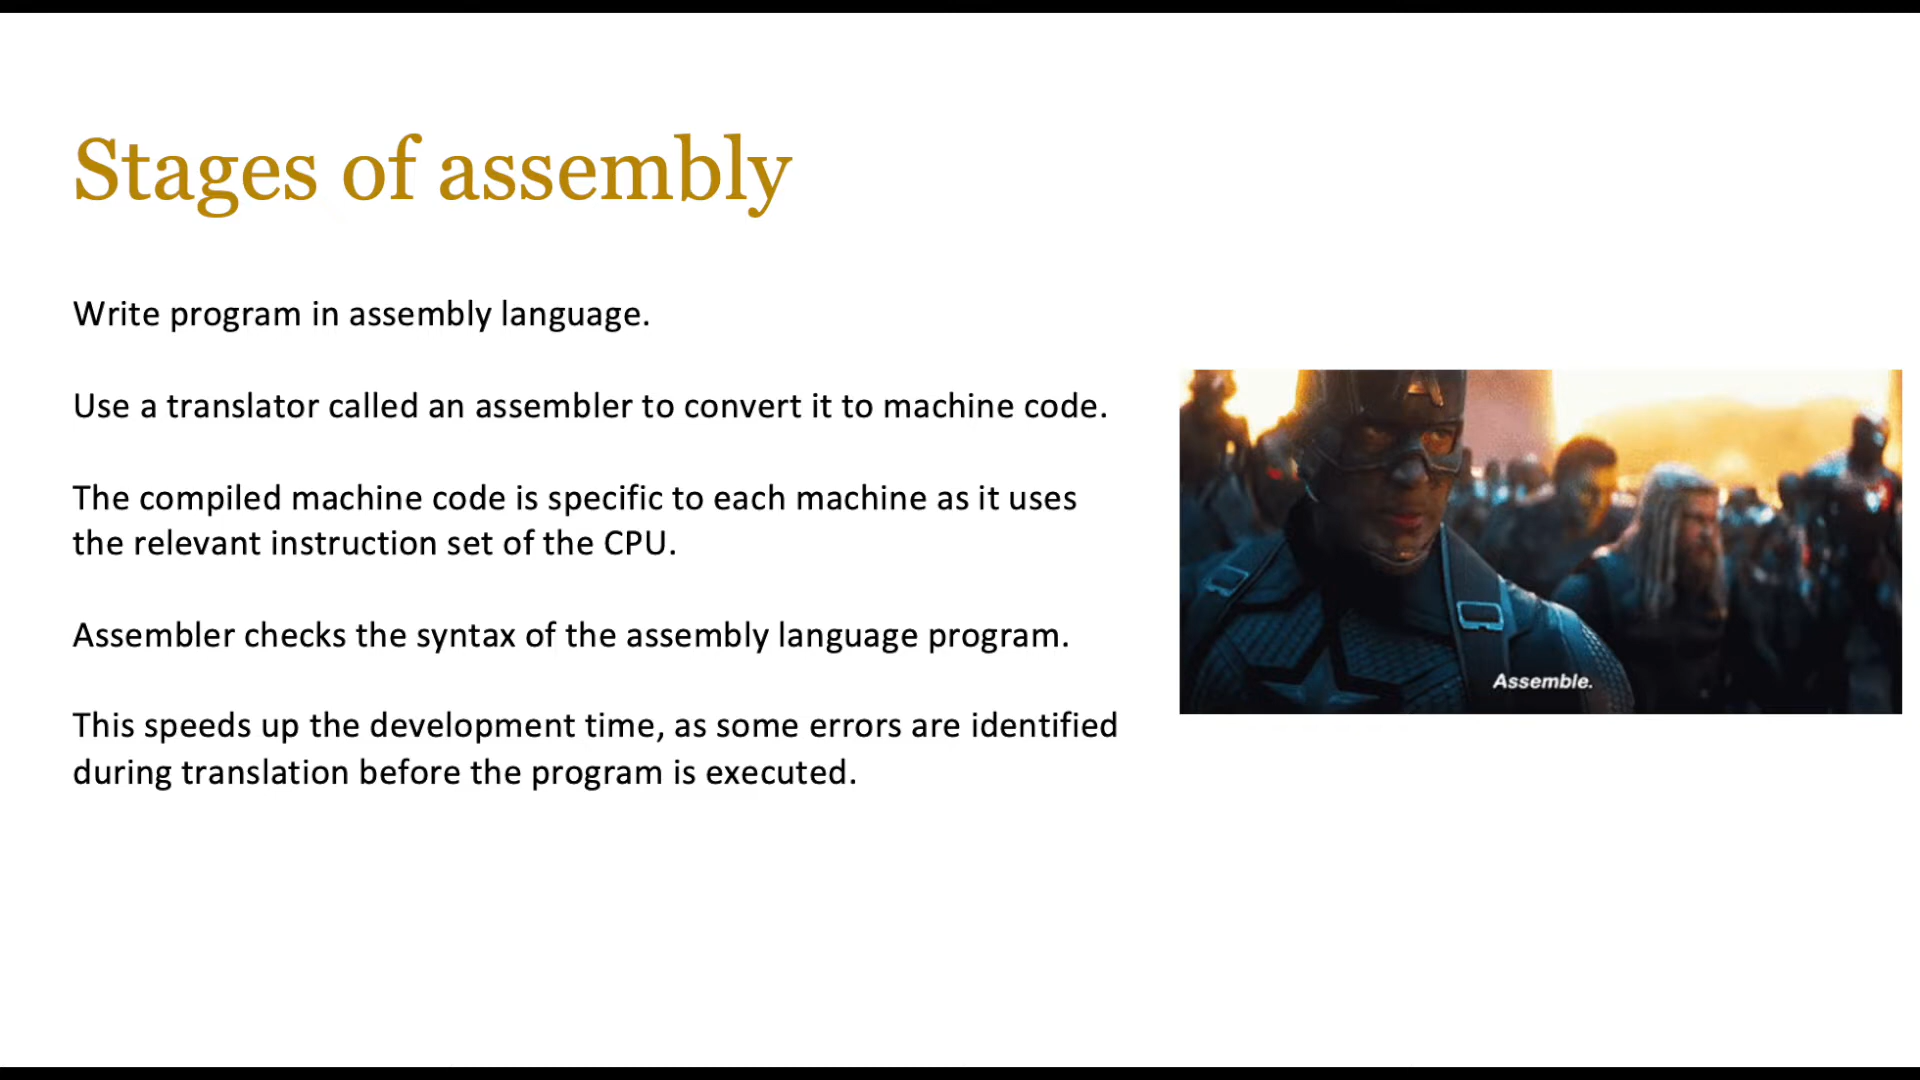 Stages of assembly
Write program in assembly language.
Use a translator called an assembler to convert it to machine code.
The compiled machine code is specific to each machine as it uses
the relevant instruction set of the CPU.
Assembler checks the syntax of the assembly language program.
This speeds up the development time, as some errors are identified
during translation before the program is executed.
Assemble.